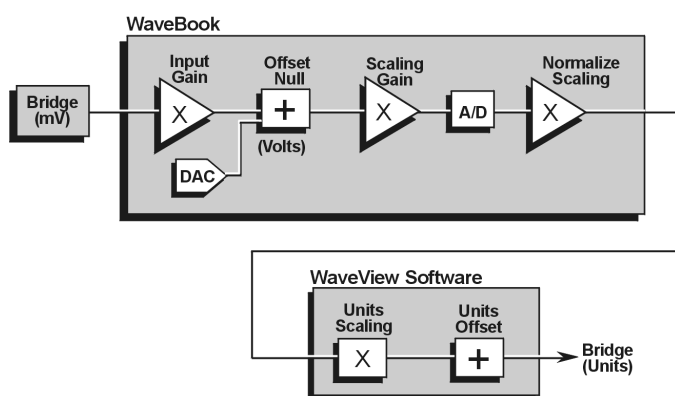 WaveBook
Input
Gain
Offset
Null
Scaling
Gain
Normalize
Scaling
Bridge
(mV)
X
+
X
A/D
X
(Volts)
DAC
WaveView Software
Units
Scaling
Units
Offset
X
+
Bridge
(Units)